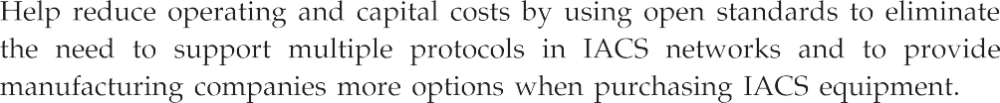 Help reduce operating and capital costs by using open standards to eliminate
the need to support multiple protocols in IACS networks and to provide
manufacturing companies more options when purchasing IACS equipment.